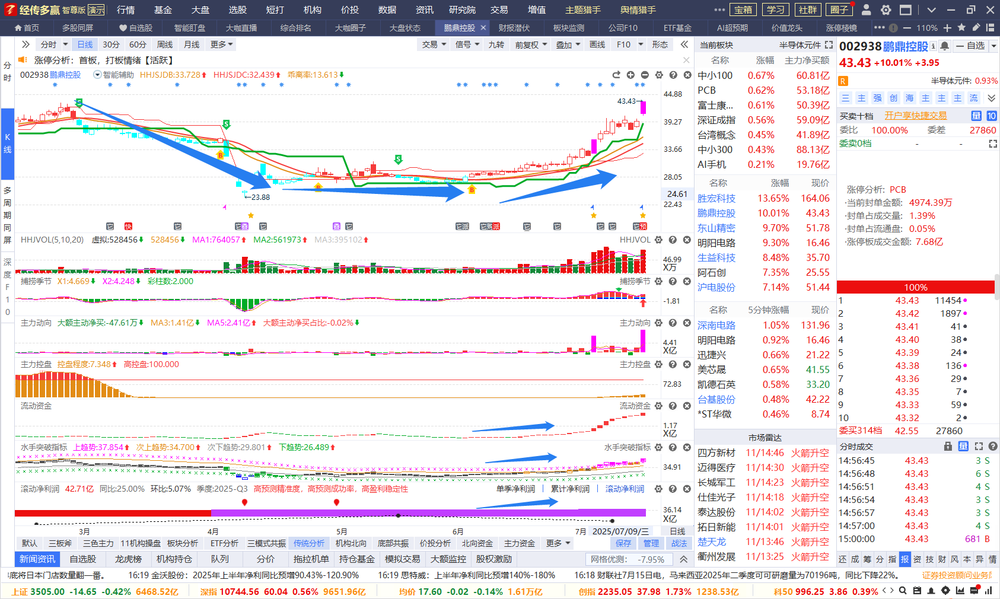 经传多赢 智尊版 演示 行情 基金 大盘 选股 短打 机构 价投 数据 资讯 研究院 交易 增值 主题猎手 舆情猎手 宝箱 学习 社群 圈子
首页 多股同屏 自选股 智能盯盘 大咖直播 综合排名 大咖圈子 大盘状态 鹏鼎控股 财报潜伏 板块监测 公司F10 ETF基金 AI超预期 价值龙头 涨停棱镜 110%
分时 日线 30分 60分 周线 月线 更多 交易 信号 九转 前复权 叠加 画线 F10 形态
涨停分析：首板，打板情绪【活跃】
002938 鹏鼎控股 智能辅助 HHJSJDB:33.728 HHJSJDC:32.439 乖离率:13.613
44.88
43.43
39.27
33.66
28.05
24.61
23.88
22.43
分时
K线
多周期同屏
深度F10
HHJVOL(5,10,20) 虚拟:528456 528456 MA1:764057 MA2:561973 MA3:395102 HHJVOL
46.99
X万
捕捞季节 X1:4.669 X2:4.248 彩柱数:2.000 捕捞季节
-1.81
主力动向 大额主动净买:-47.61万 MA3:1.41亿 MA5:2.41亿 大额主动净买占比:-0.02% 主力动向
4.41
X亿
主力控盘 控盘程度:7.348 高控盘:100.000 主力控盘
72.83
流动资金 流动资金
1.17
X亿
水手突破指标 上趋势:37.854 次上趋势:34.700 次下趋势:29.801 下趋势:26.489 水手突破指标
34.91
滚动净利润 42.71亿 同比:25.00% 环比:5.07% 季度:2025-Q3 高预测精准度，高预测成功率，高盈利稳定性 单季净利润 累计净利润 滚动净利润
36.14
X亿
3月 4月 5月 6月 7月 2025/07/09/三 日线
默认 三板斧 三色主力 11机构操盘 板块分析 ETF分析 三模式共振 传统分析 机构北向 底部共振 价投分析 北向资金 主力资金 更多 保存 管理 战法
新闻资讯 自选股 龙虎榜 机构持仓 队列 分价 拖拉机单 持仓基金 模拟交易 大额监控 股权激励 网格优测: -7.95%
当前板块 半导体元件
名称 涨幅 主力净买额
中小100 0.67% 60.81亿
PCB 0.62% 53.18亿
富士康... 0.61% 50.39亿
深证成指 0.56% 59.09亿
台湾概念 0.45% 41.89亿
中小300 0.43% 88.13亿
AI手机 0.21% 19.76亿
名称 涨幅 现价
胜宏科技 13.65% 164.06
鹏鼎控股 10.01% 43.43
东山精密 9.70% 51.78
明阳电路 9.30% 16.46
生益科技 8.48% 35.70
阿石创 7.35% 25.55
沪电股份 7.14% 51.44
名称 5分钟涨幅 现价
深南电路 1.05% 131.96
明阳电路 0.92% 16.46
迅捷兴 0.66% 21.22
美芯晟 0.65% 41.55
凯德石英 0.58% 33.20
台基股份 0.48% 42.22
*ST华微 0.46% 8.74
市场雷达
四方新材 11/14:46 火箭升空
迈得医疗 11/14:30 火箭升空
长城军工 11/14:23 火箭升空
仕佳光子 11/14:18 火箭升空
泰达股份 11/14:02 火箭升空
拓日新能 11/14:01 火箭升空
楚天龙 11/13:46 火箭升空
衢州发展 11/13:25 火箭升空
002938 鹏鼎控股 自选
43.43 +10.01% +3.95
R 半导体元件: 0.93%
三 主 强 创 海 主 主 主 流
买卖十档 开户享快捷交易 量 10
委比 100.00% 委差 27860
委卖0档 - -
涨停分析: PCB
·当前封单金额: 4974.39万
·封单占成交量: 1.39%
·封单占流通盘: 0.05%
·涨停板成交金额: 7.68亿
100%
1 43.43 11454
2 43.42 1897
3 43.41 41
4 43.40 38
5 43.39 24
6 43.38 136
7 43.36 29
8 43.35 7
9 43.33 59
10 43.32 2
委买314档 42.55 27860
分时成交 量
14:56:45 43.43 3 S
14:56:48 43.43 6 S
14:56:51 43.43 4 S
14:56:54 43.43 3 S
14:56:57 43.43 3 S
14:57:00 43.43 4 S
15:00:00 43.43 681 B
还 成 筹 分 指 报 资 技 财 风 本 异 情
底将日本门店数量翻一番。 16:19 金沃股份：2025年上半年净利同比预增90.43%-120.90% 16:19 思特威：上半年净利同比预增140%-180% 16:18 财联社7月15日电，马来西亚2025年二季度可可研磨量为70196吨，同比下降22%。 证券投资顾问业务
上证 3505.00 -14.65 -0.42% 6468.52亿 深指 10744.56 60.04 0.56% 9651.96亿 均价 17.60 -0.02 -0.14% 1.61万亿 创指 2235.05 37.98 1.73% 1238.53亿 科50 996.25 3.86 0.39%